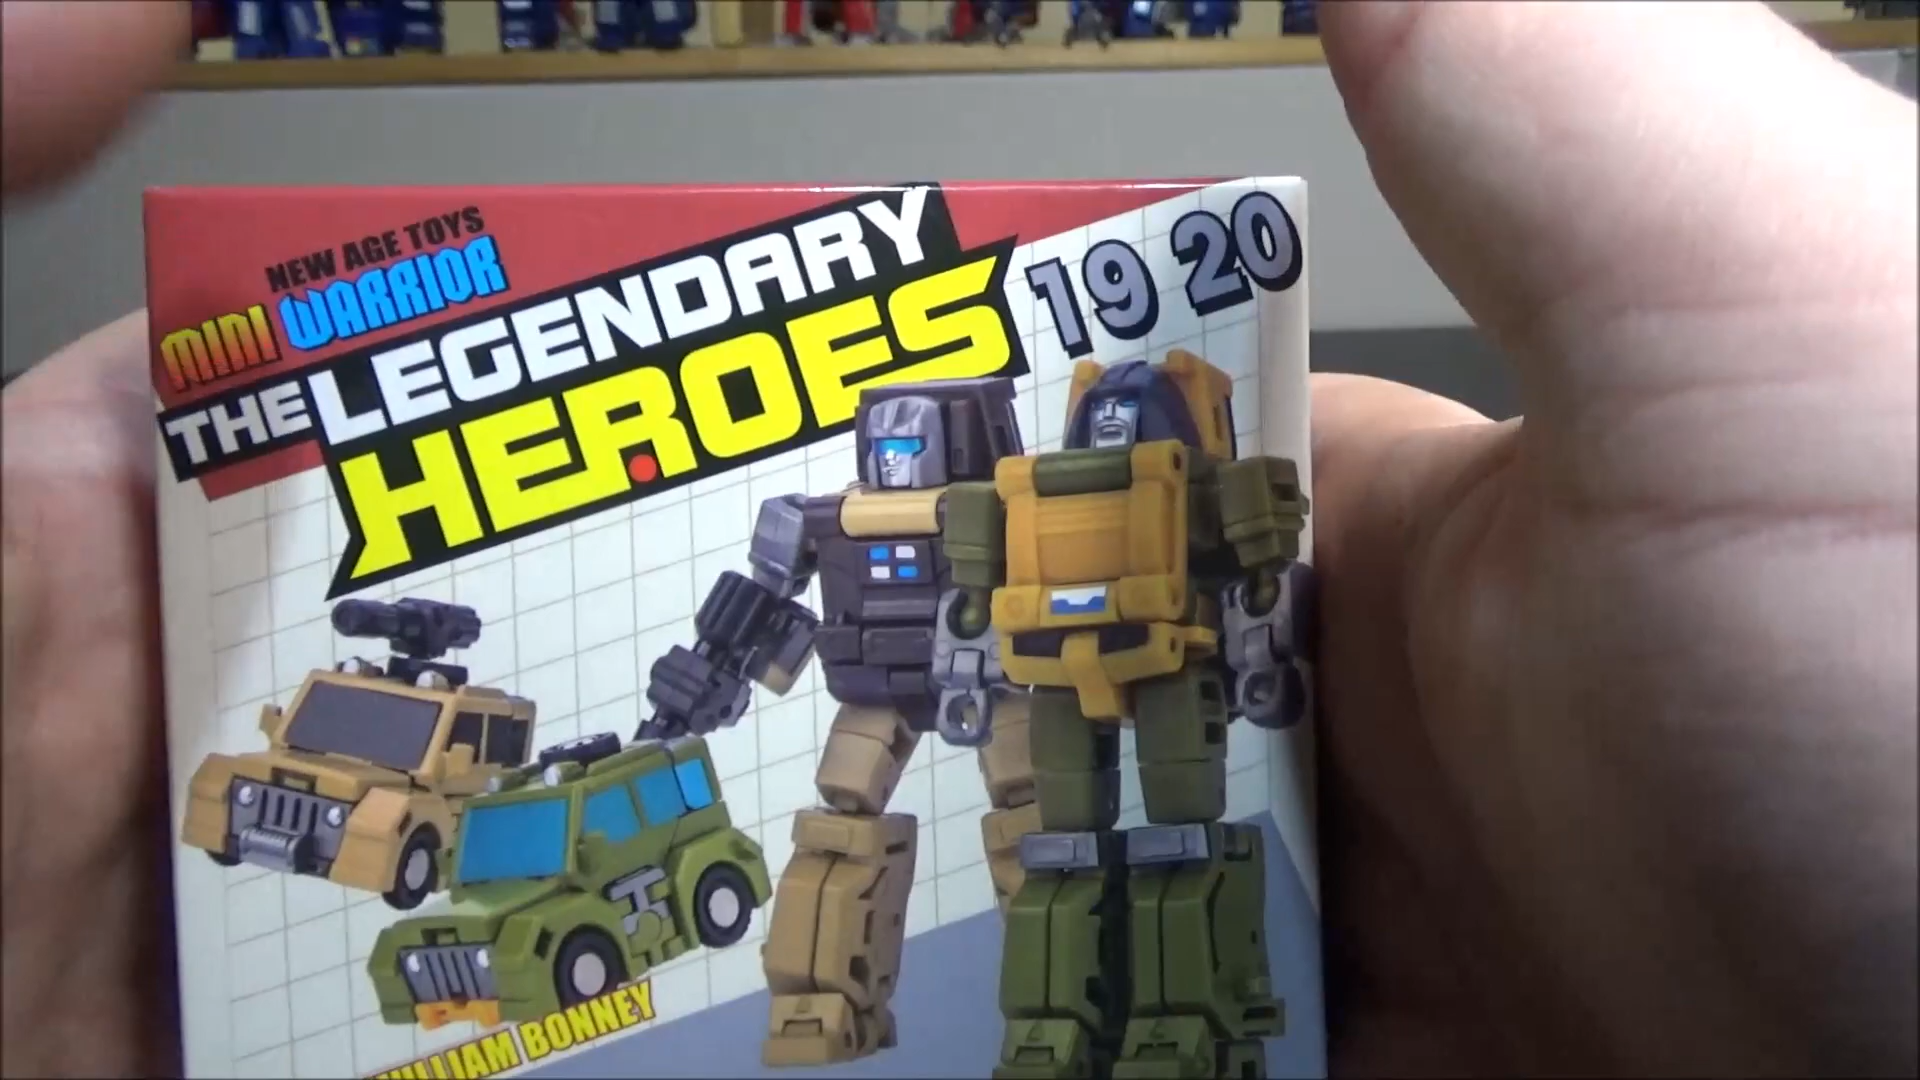 NEW AGE TOYS
MINI WARRIOR
THE LEGENDARY
HEROES
19 20
WILLIAM BONNEY